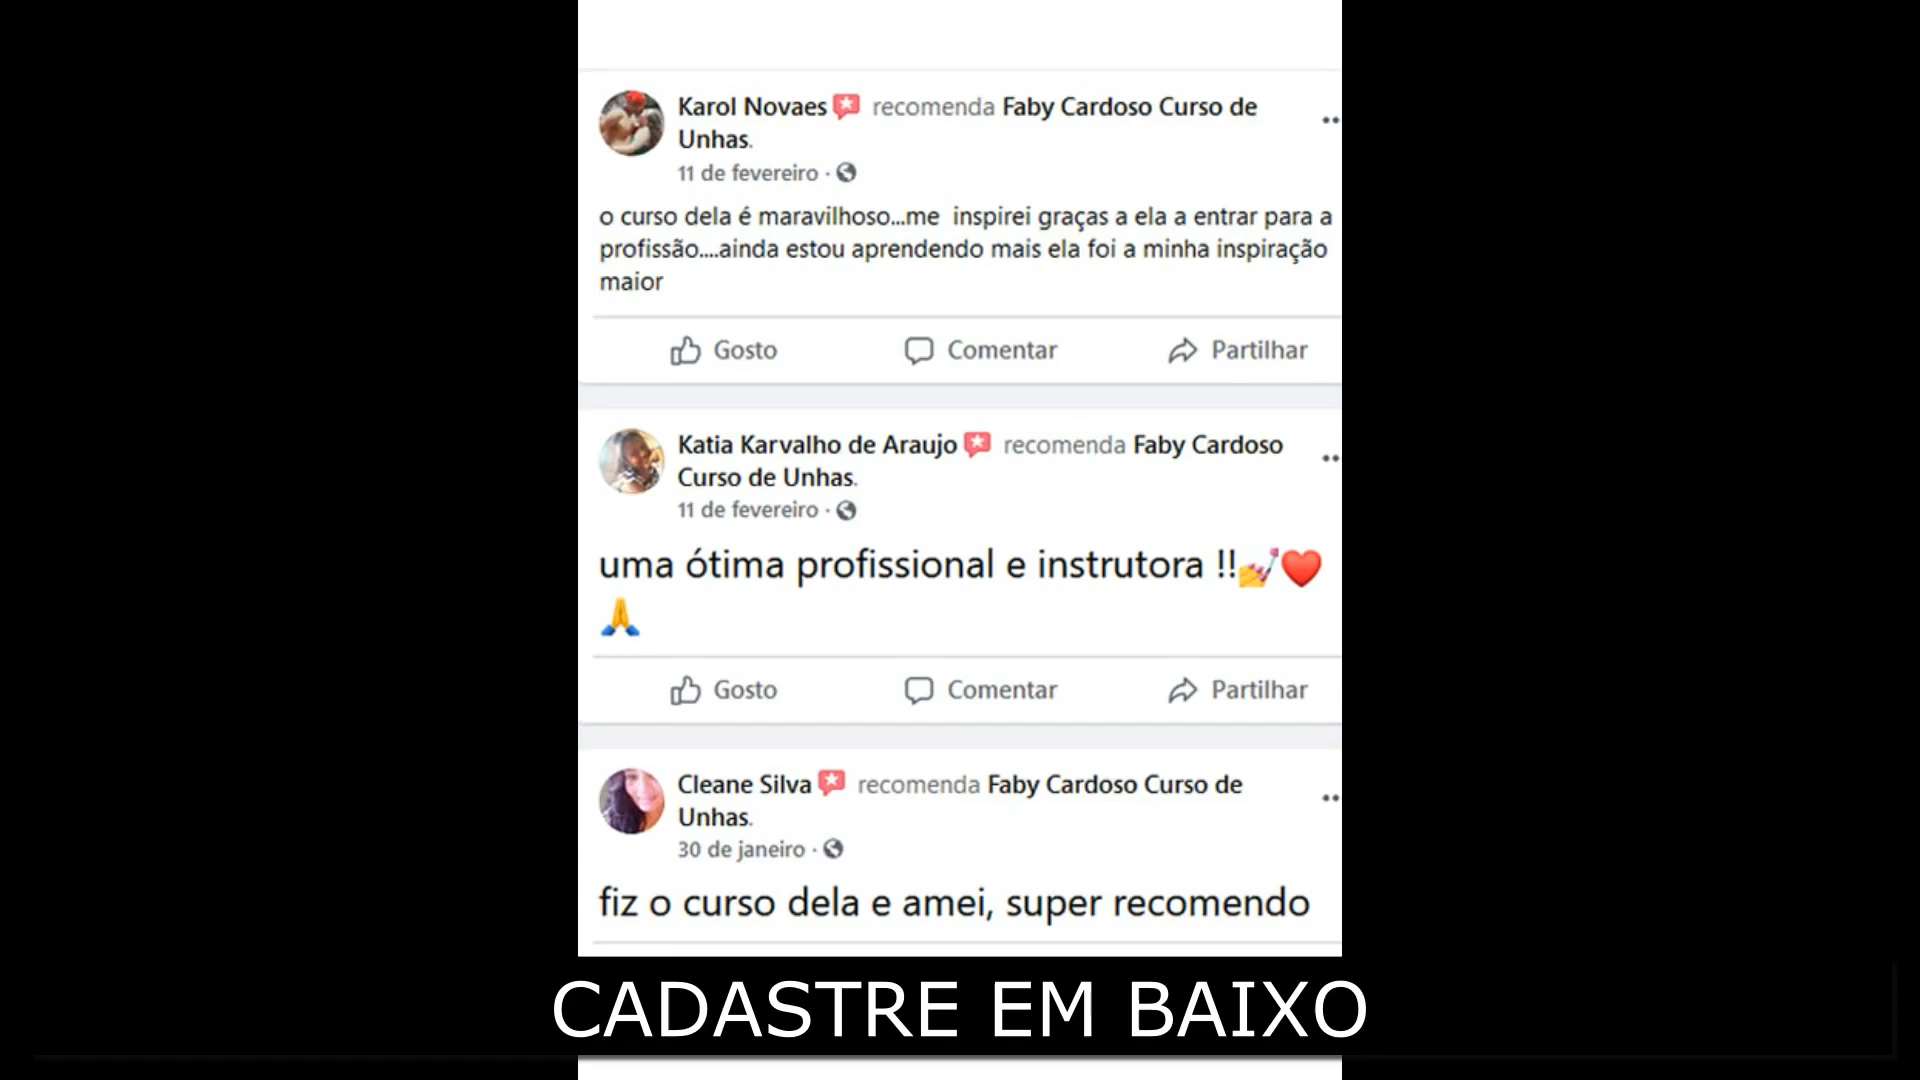 Karol Novaes recomenda Faby Cardoso Curso de
Unhas.
11 de fevereiro ·
o curso dela é maravilhoso...me inspirei graças a ela a entrar para a
profissão....ainda estou aprendendo mais ela foi a minha inspiração
maior
Gosto Comentar Partilhar
Katia Karvalho de Araujo recomenda Faby Cardoso
Curso de Unhas.
11 de fevereiro ·
uma ótima profissional e instrutora !!💅❤️
🙏
Gosto Comentar Partilhar
Cleane Silva recomenda Faby Cardoso Curso de
Unhas.
30 de janeiro ·
fiz o curso dela e amei, super recomendo
CADASTRE EM BAIXO